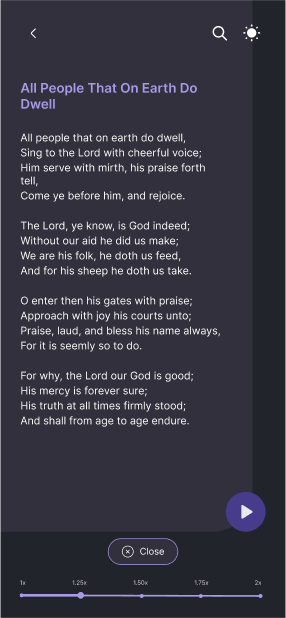 All People That On Earth Do
Dwell
All people that on earth do dwell,
Sing to the Lord with cheerful voice;
Him serve with mirth, his praise forth
tell,
Come ye before him, and rejoice.
The Lord, ye know, is God indeed;
Without our aid he did us make;
We are his folk, he doth us feed,
And for his sheep he doth us take.
O enter then his gates with praise;
Approach with joy his courts unto;
Praise, laud, and bless his name always,
For it is seemly so to do.
For why, the Lord our God is good;
His mercy is forever sure;
His truth at all times firmly stood;
And shall from age to age endure.
Close
1x 1.25x 1.50x 1.75x 2x